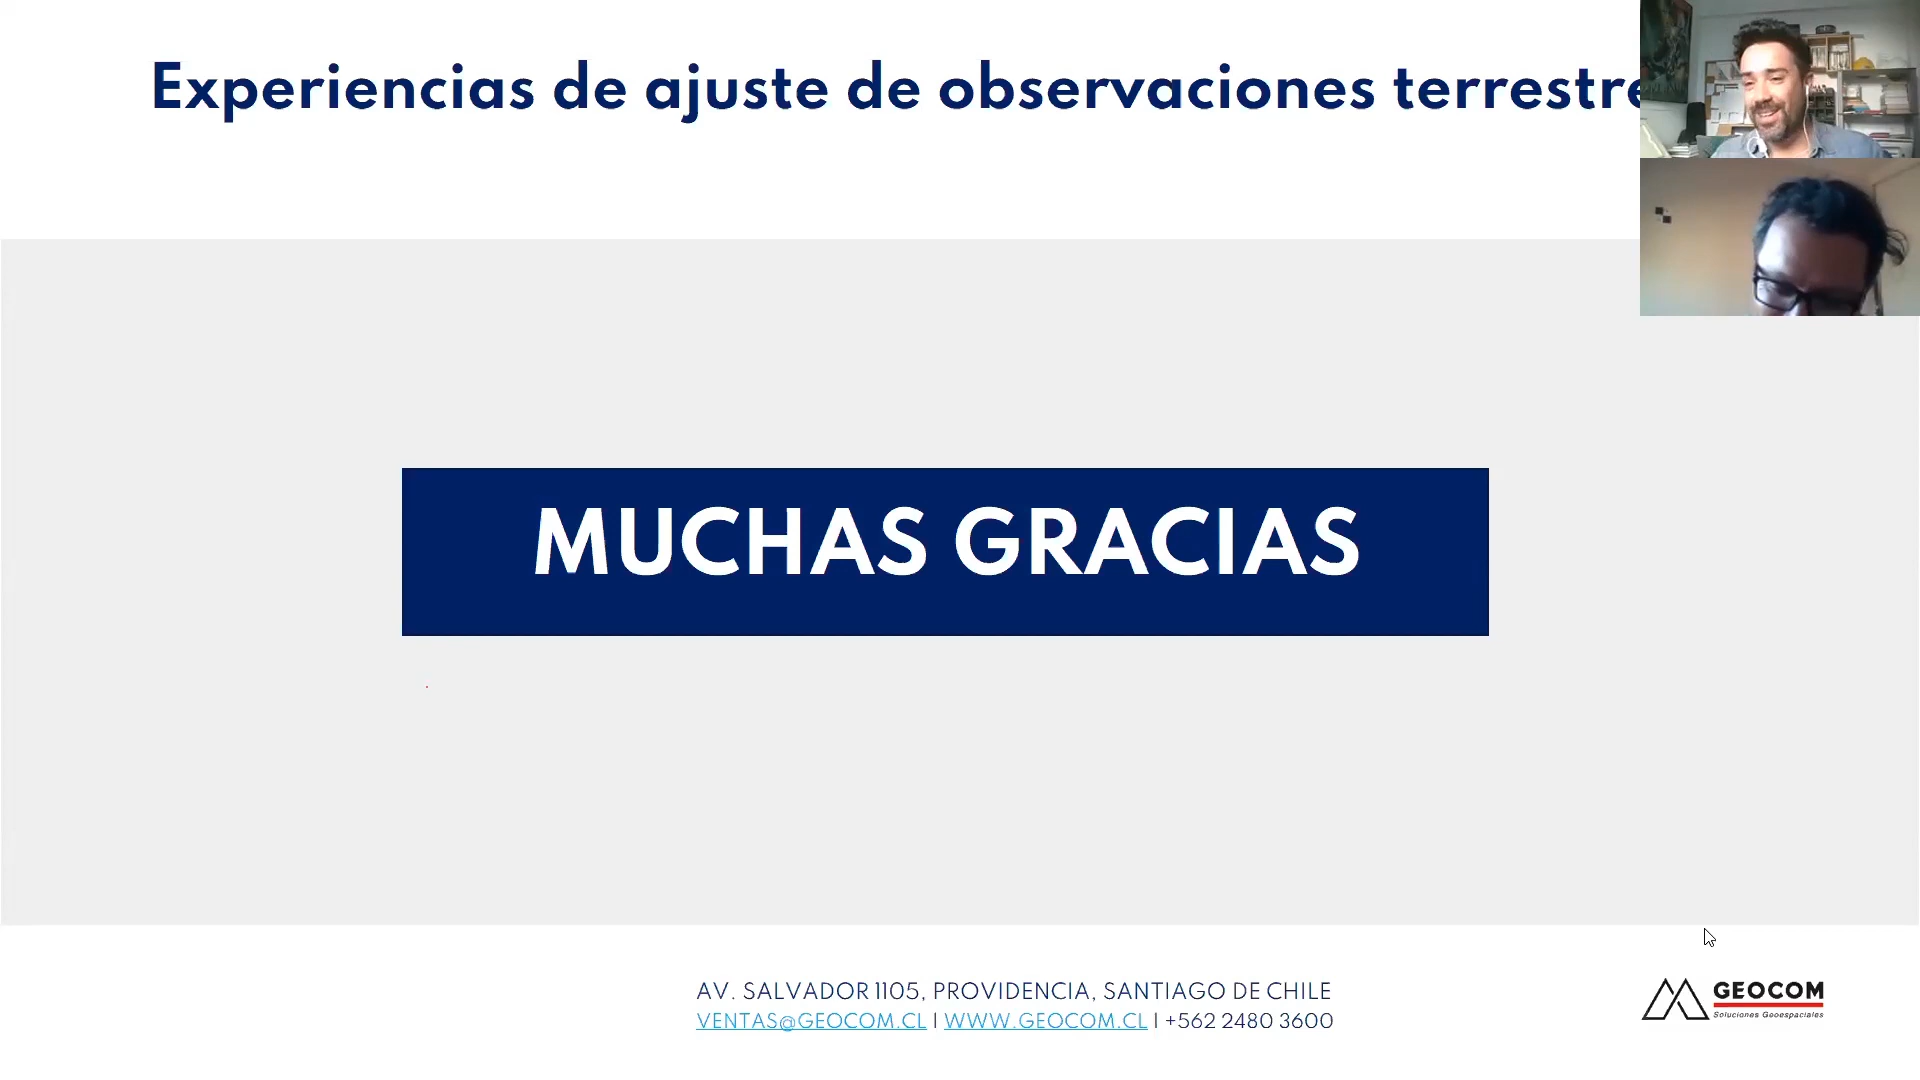 Experiencias de ajuste de observaciones terrestre
MUCHAS GRACIAS
AV. SALVADOR 1105, PROVIDENCIA, SANTIAGO DE CHILE
VENTAS@GEOCOM.CL | WWW.GEOCOM.CL | +562 2480 3600
GEOCOM
Soluciones Geoespaciales